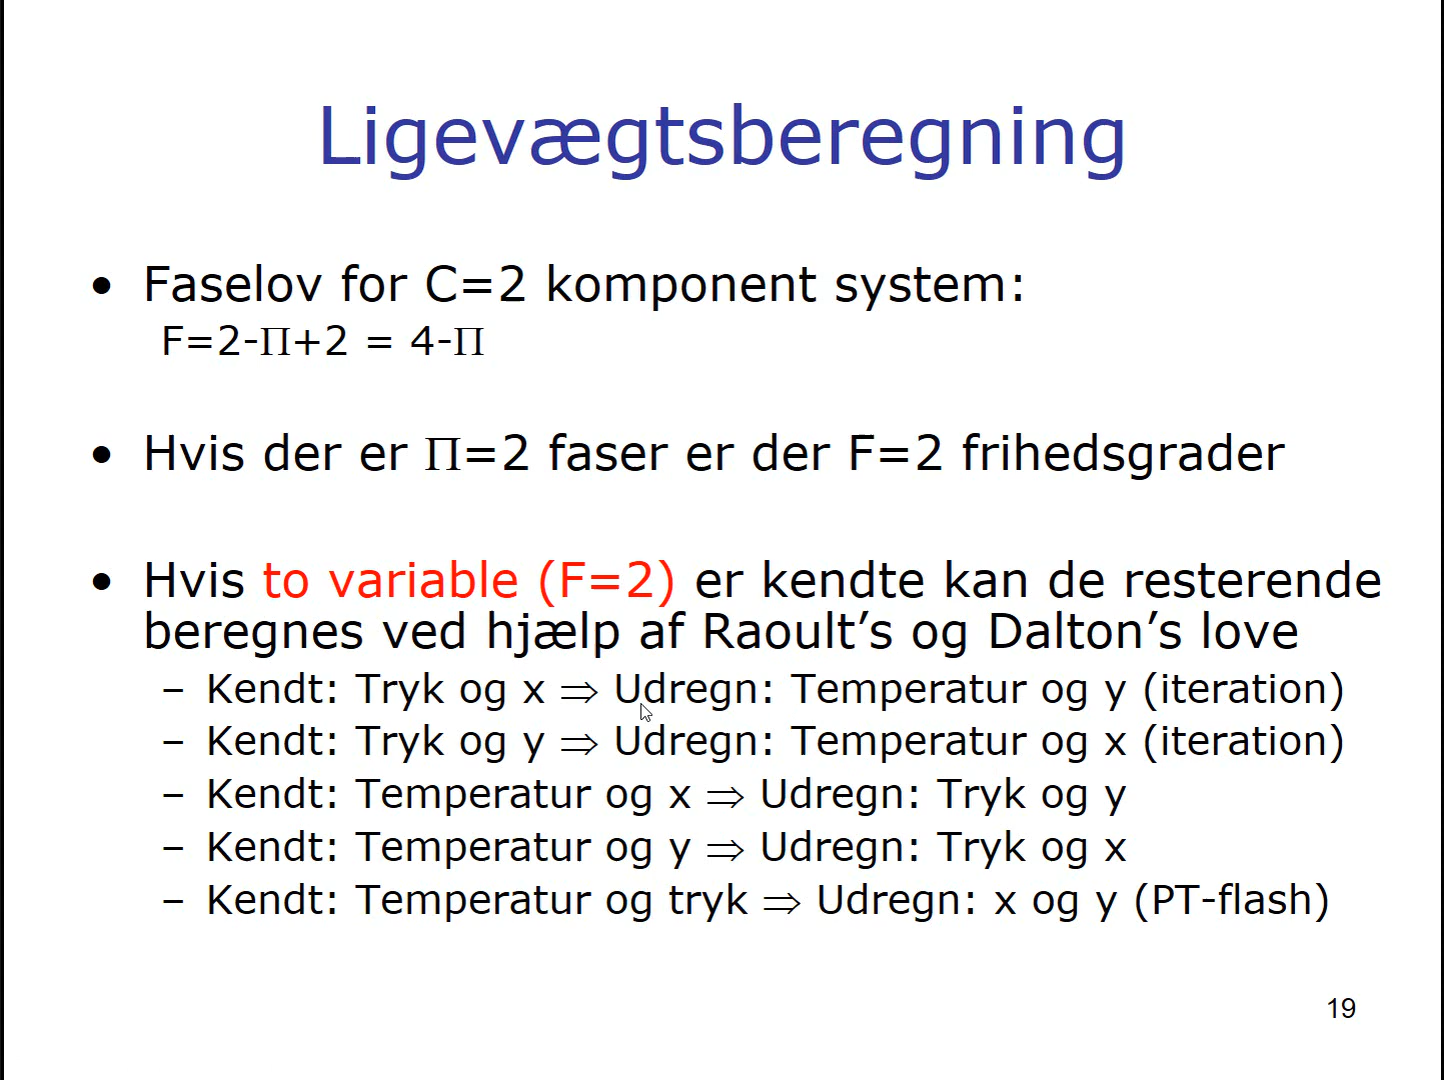 Ligevægtsberegning
• Faselov for C=2 komponent system:
F=2-Π+2 = 4-Π
• Hvis der er Π=2 faser er der F=2 frihedsgrader
• Hvis to variable (F=2) er kendte kan de resterende
beregnes ved hjælp af Raoult’s og Dalton’s love
– Kendt: Tryk og x ⇒ Udregn: Temperatur og y (iteration)
– Kendt: Tryk og y ⇒ Udregn: Temperatur og x (iteration)
– Kendt: Temperatur og x ⇒ Udregn: Tryk og y
– Kendt: Temperatur og y ⇒ Udregn: Tryk og x
– Kendt: Temperatur og tryk ⇒ Udregn: x og y (PT-flash)
19